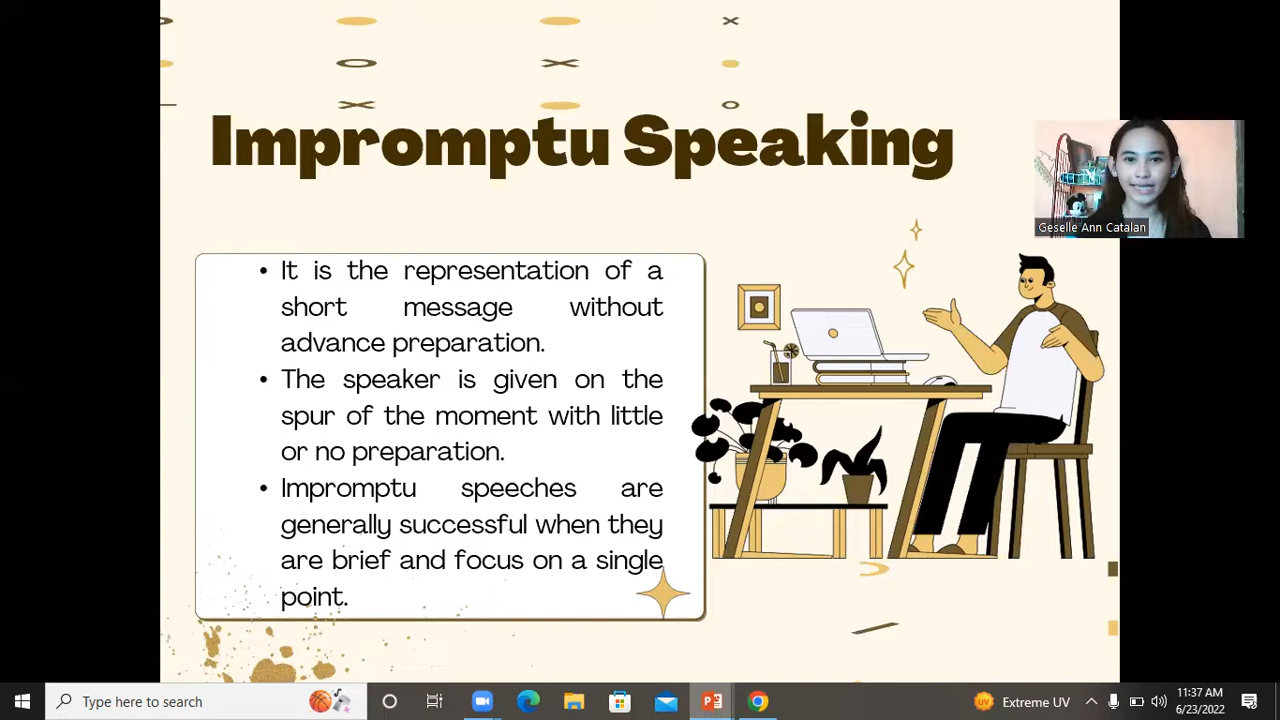 Impromptu Speaking
Geselle Ann Catalan
• It is the representation of a
short message without
advance preparation.
• The speaker is given on the
spur of the moment with little
or no preparation.
• Impromptu speeches are
generally successful when they
are brief and focus on a single
point.
Type here to search
Extreme UV
11:37 AM
6/23/2022